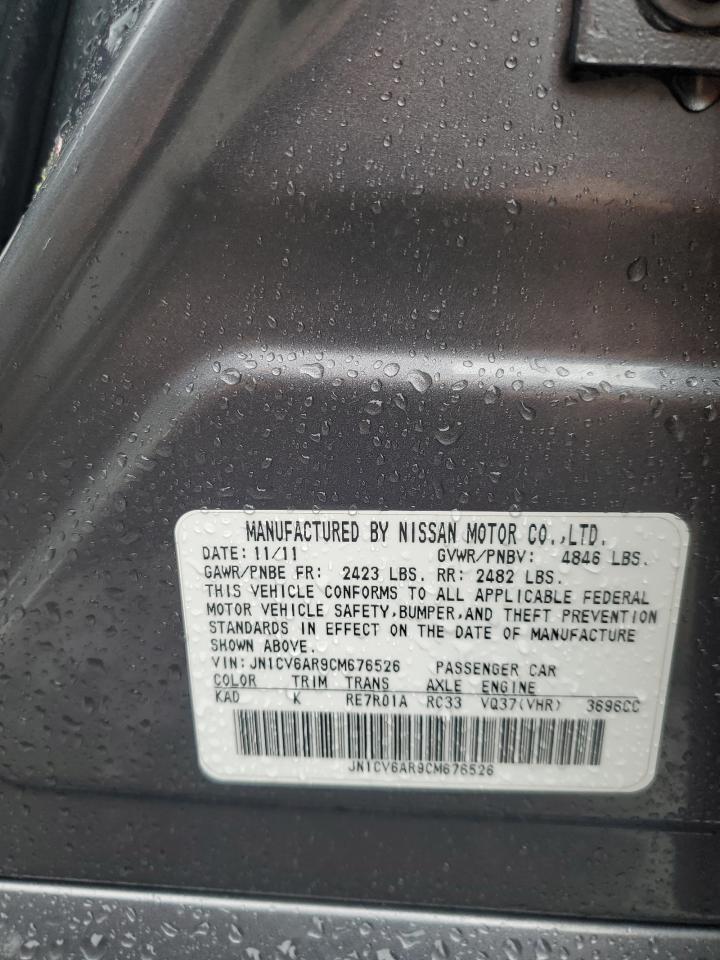 MANUFACTURED BY NISSAN MOTOR CO.,LTD.
DATE: 11/11 GVWR/PNBV: 4846 LBS.
GAWR/PNBE FR: 2423 LBS. RR: 2482 LBS.
THIS VEHICLE CONFORMS TO ALL APPLICABLE FEDERAL
MOTOR VEHICLE SAFETY,BUMPER,AND THEFT PREVENTION
STANDARDS IN EFFECT ON THE DATE OF MANUFACTURE
SHOWN ABOVE.
VIN: JN1CV6AR9CM676526 PASSENGER CAR
COLOR TRIM TRANS AXLE ENGINE
KAD K RE7R01A RC33 VQ37(VHR) 3696CC
JN1CV6AR9CM676526